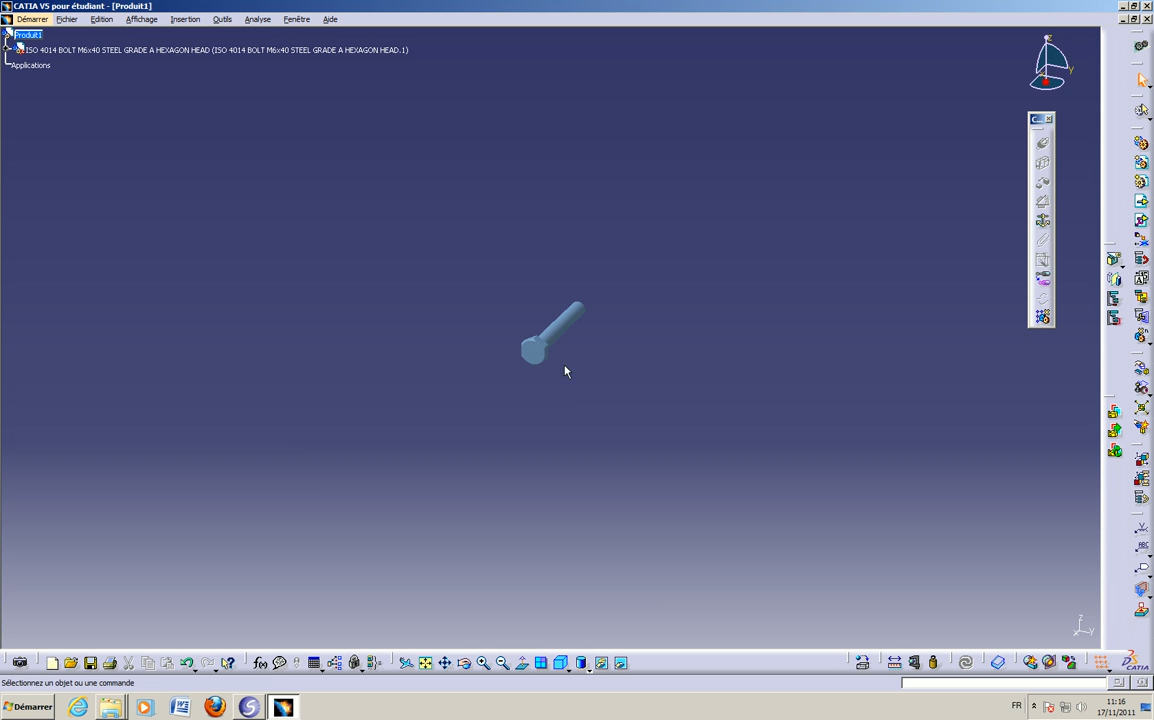 CATIA V5 pour étudiant - [Produit1]
Démarrer Fichier Edition Affichage Insertion Outils Analyse Fenêtre Aide
Produit1
ISO 4014 BOLT M6x40 STEEL GRADE A HEXAGON HEAD (ISO 4014 BOLT M6x40 STEEL GRADE A HEXAGON HEAD.1)
Applications
z
y
C...
ABC
z
x y
f(x)
CATIA
Sélectionnez un objet ou une commande
Démarrer
FR
11:16
17/11/2011